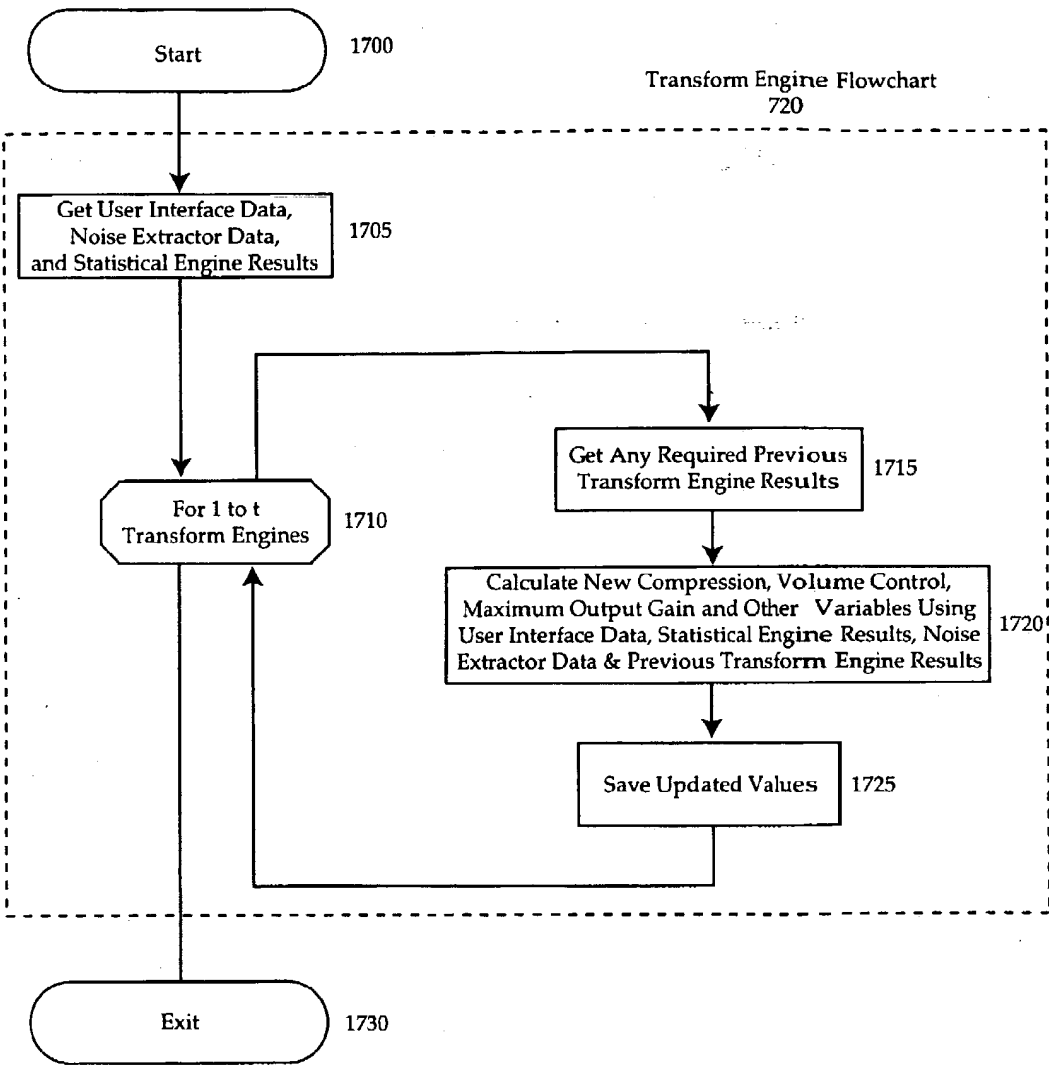 Start
1700
Transform Engine Flowchart
720
Get User Interface Data,
Noise Extractor Data,
and Statistical Engine Results
1705
For 1 to t
Transform Engines
1710
Get Any Required Previous
Transform Engine Results
1715
Calculate New Compression, Volume Control,
Maximum Output Gain and Other Variables Using
User Interface Data, Statistical Engine Results, Noise
Extractor Data & Previous Transform Engine Results
1720
Save Updated Values
1725
Exit
1730